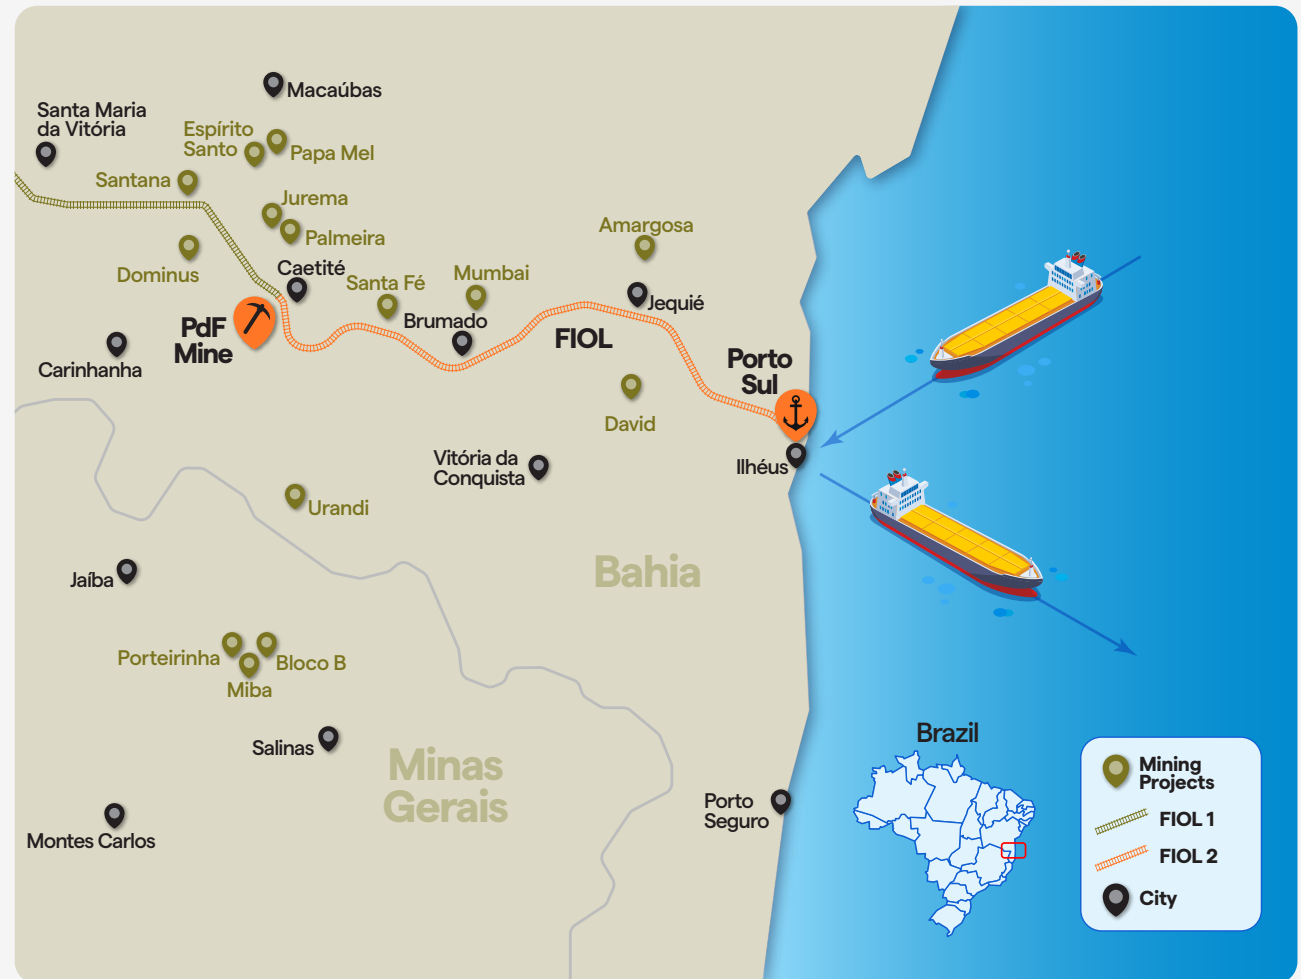 Macaúbas
Santa Maria
da Vitória
Espírito
Santo
Papa Mel
Santana
Jurema
Palmeira
Amargosa
Dominus
Caetité
Santa Fé
Mumbai
Jequié
Brumado
PdF
Mine
FIOL
Carinhanha
Porto
Sul
David
Vitória da
Conquista
Ilhéus
Urandi
Bahia
Jaíba
Porteirinha
Bloco B
Miba
Salinas
Minas
Gerais
Porto
Seguro
Montes Carlos
Brazil
Mining
Projects
FIOL 1
FIOL 2
City